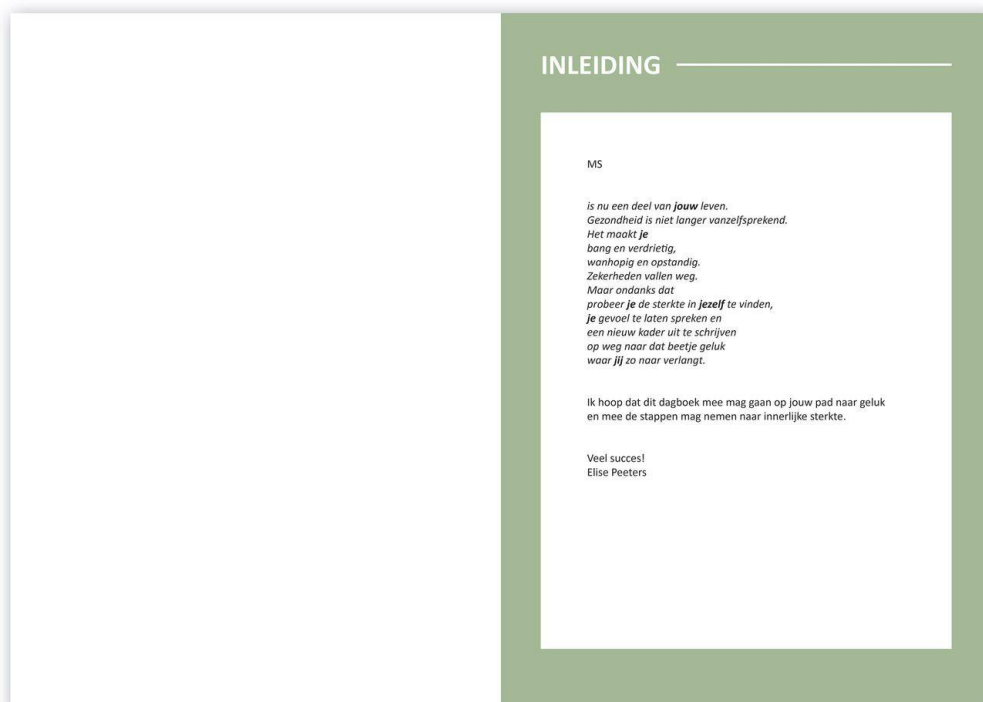 INLEIDING
MS
is nu een deel van jouw leven.
Gezondheid is niet langer vanzelfsprekend.
Het maakt je
bang en verdrietig,
wanhopig en opstandig.
Zekerheden vallen weg.
Maar ondanks dat
probeer je de sterkte in jezelf te vinden,
je gevoel te laten spreken en
een nieuw kader uit te schrijven
op weg naar dat beetje geluk
waar jij zo naar verlangt.
Ik hoop dat dit dagboek mee mag gaan op jouw pad naar geluk
en mee de stappen mag nemen naar innerlijke sterkte.
Veel succes!
Elise Peeters